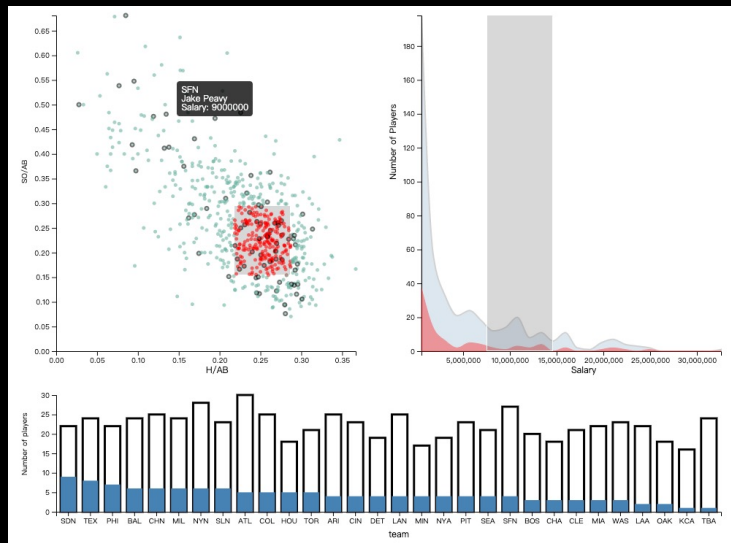 0.65
0.60
0.55
0.50
0.45
0.40
0.35
0.30
0.25
0.20
0.15
0.10
0.05
0.00
SO/AB
0.00 0.05 0.10 0.15 0.20 0.25 0.30 0.35
H/AB
SFN
Jake Peavy
Salary: 9000000
180
160
140
120
100
80
60
40
20
0
Number of Players
5,000,000 10,000,000 15,000,000 20,000,000 25,000,000 30,000,000
Salary
30
25
20
15
10
5
0
Number of players
SDN TEX PHI BAL CHN MIL NYN SLN ATL COL HOU TOR ARI CIN DET LAN MIN NYA PIT SEA SFN BOS CHA CLE MIA WAS LAA OAK KCA TBA
team